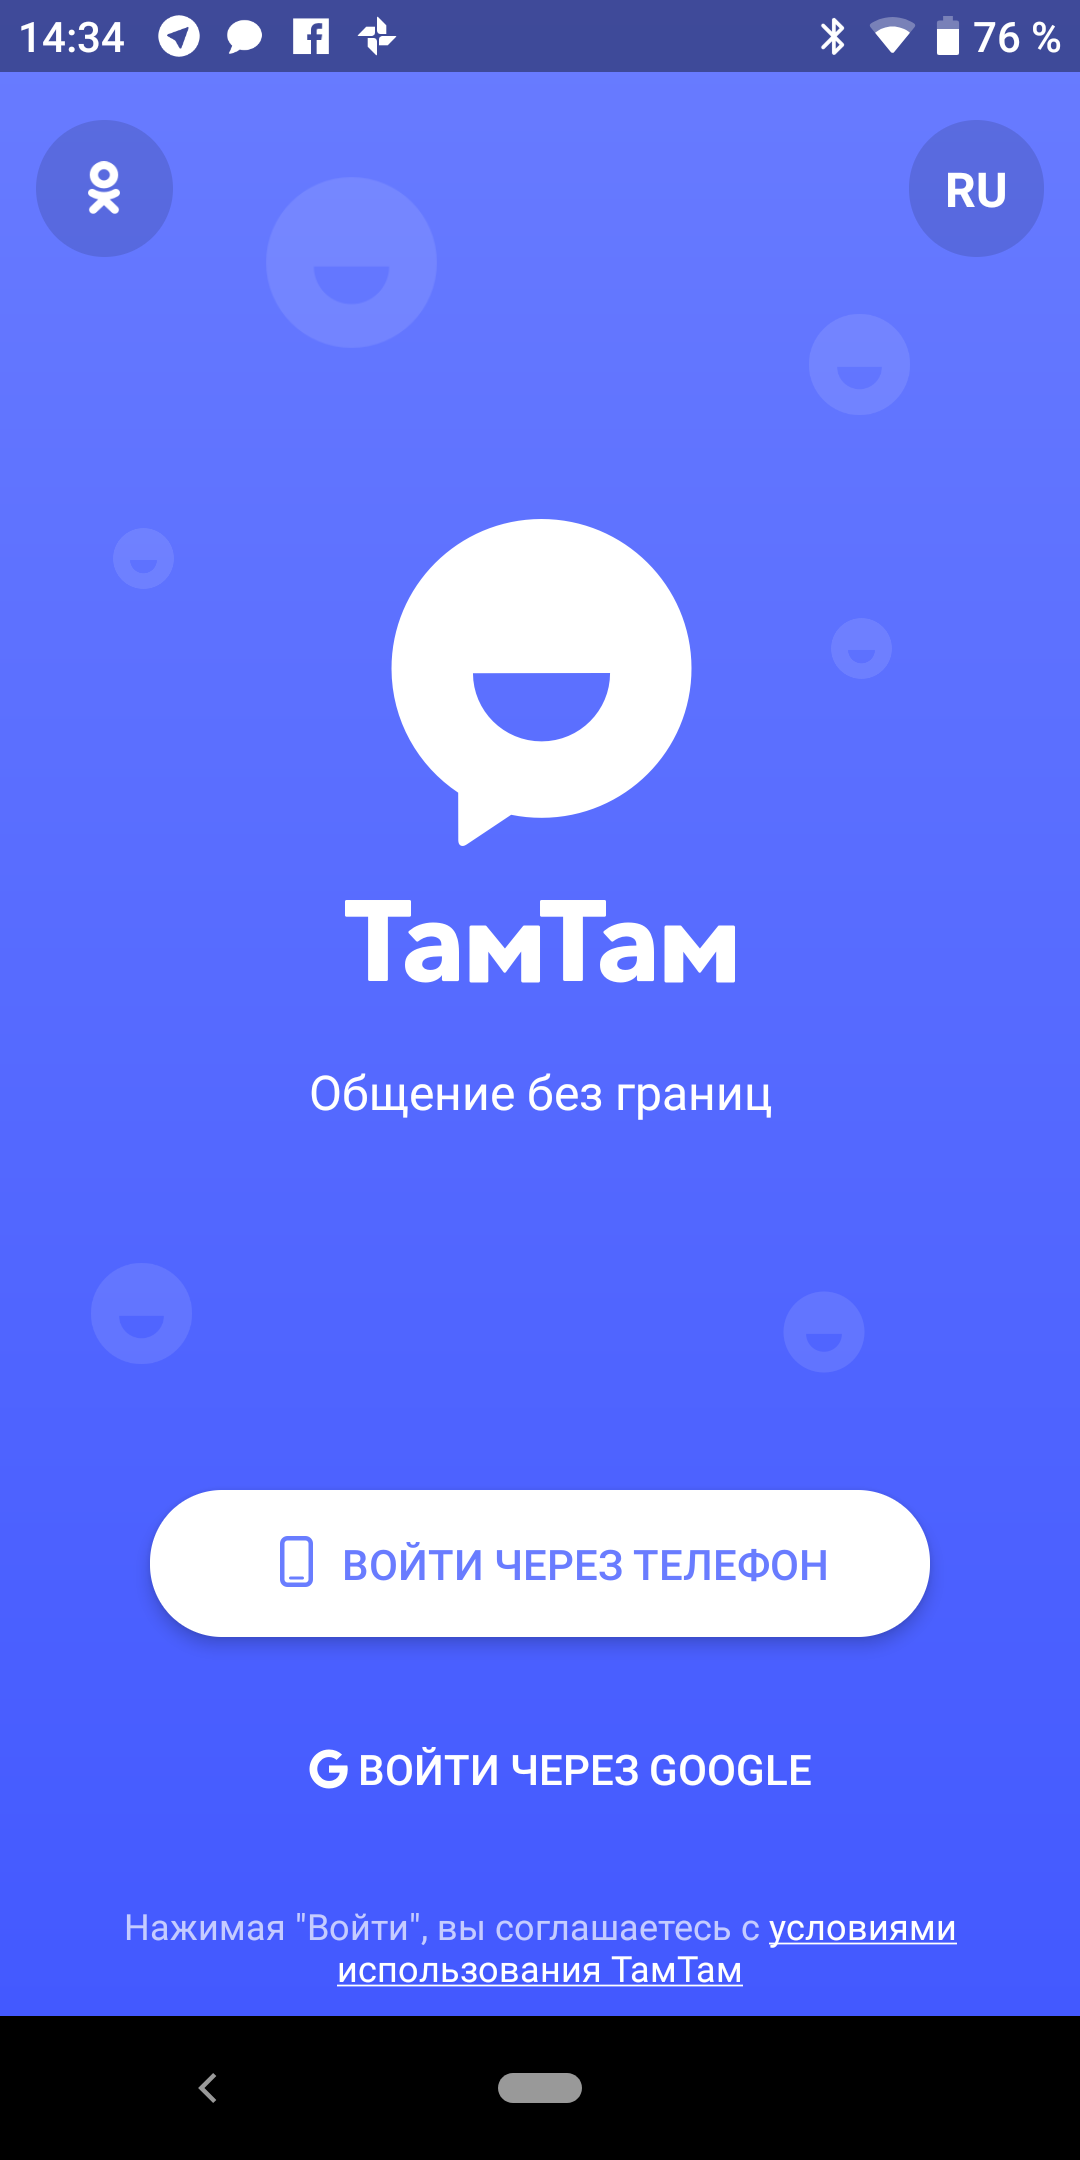 14:34 76 %
RU
ТамТам
Общение без границ
ВОЙТИ ЧЕРЕЗ ТЕЛЕФОН
ВОЙТИ ЧЕРЕЗ GOOGLE
Нажимая "Войти", вы соглашаетесь с условиями
использования ТамТам